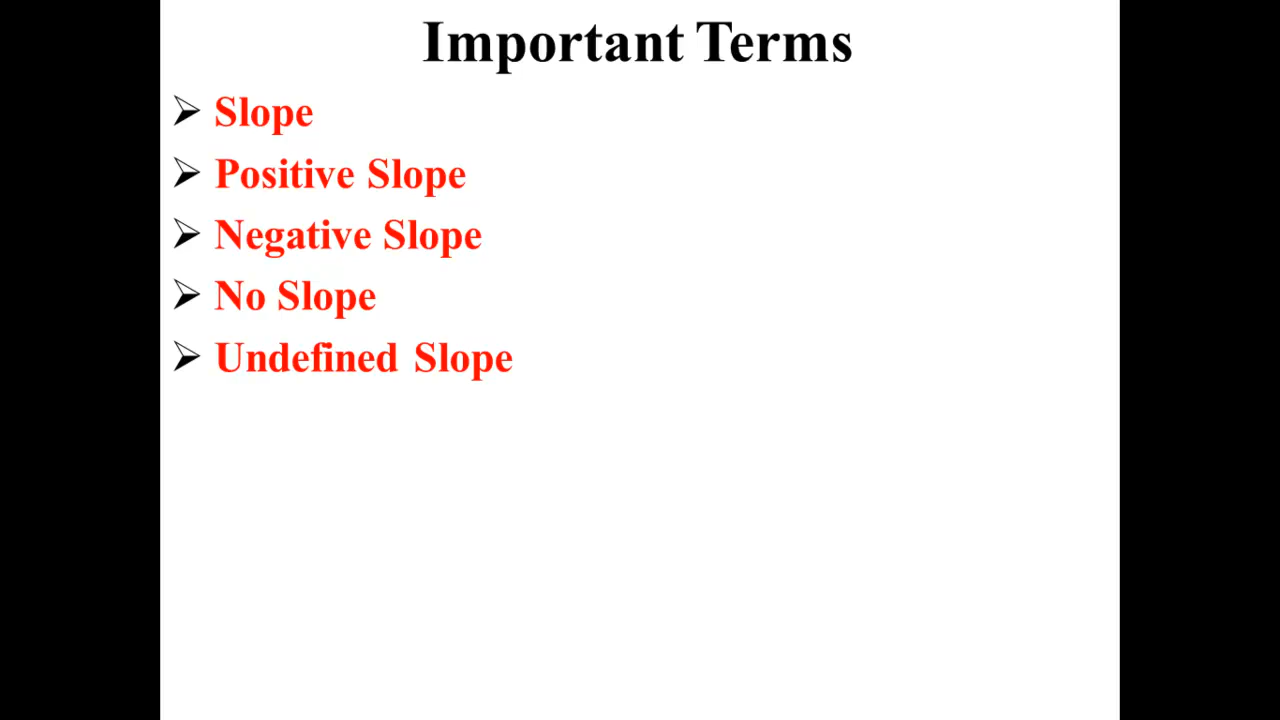 Important Terms
Slope
Positive Slope
Negative Slope
No Slope
Undefined Slope